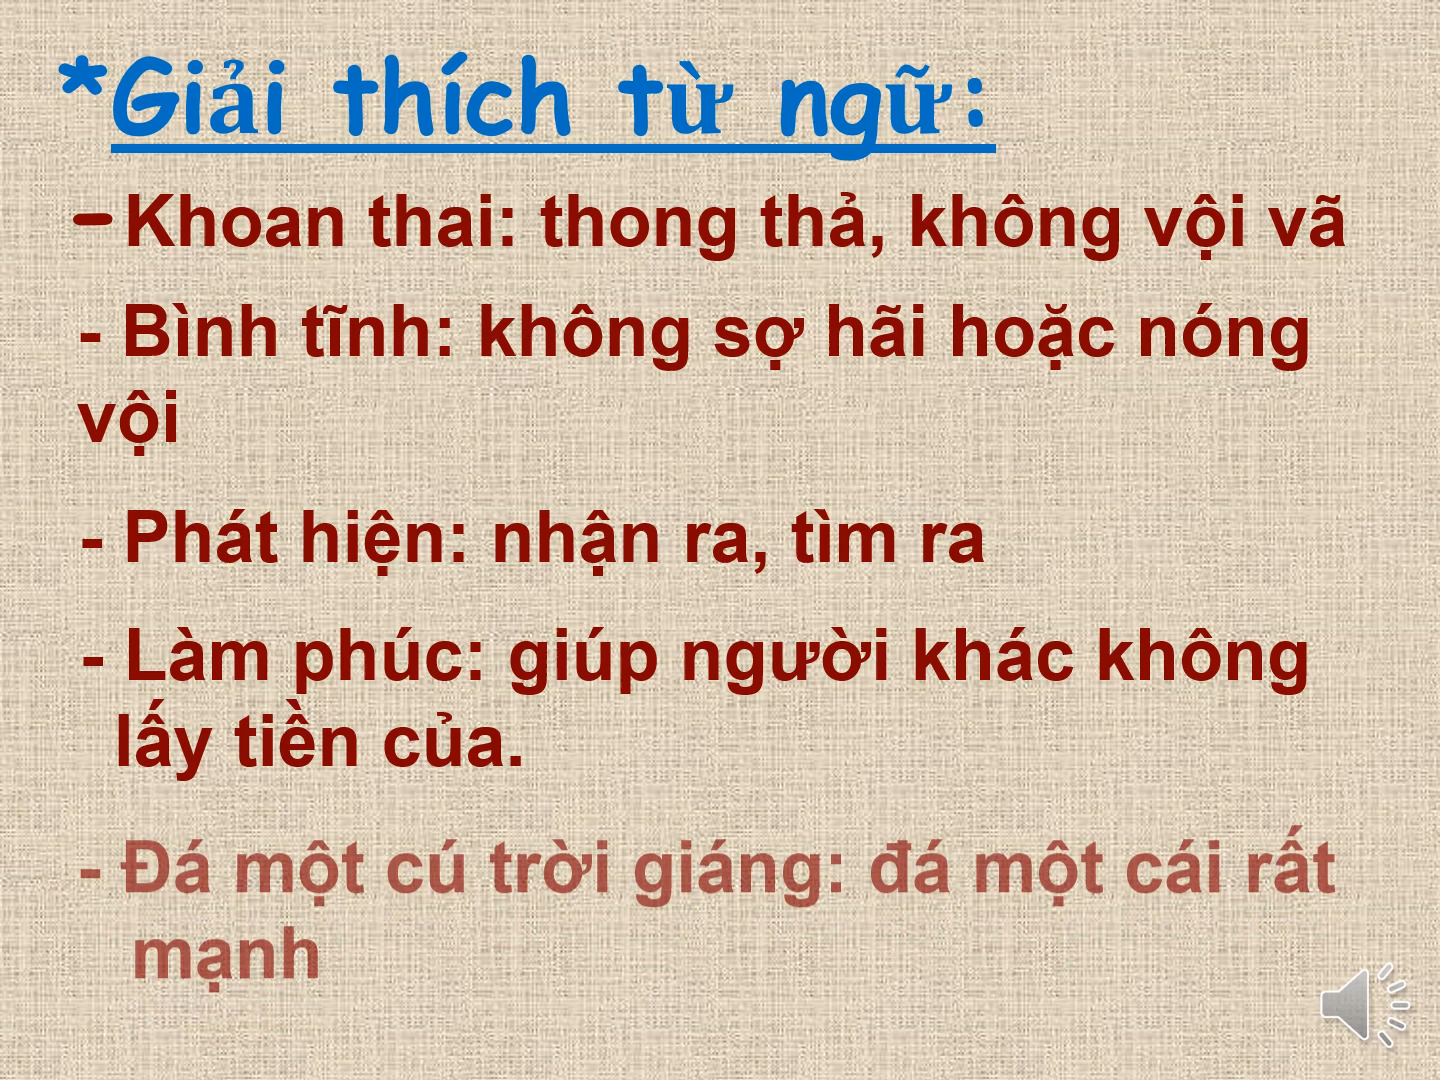 *Giải thích từ ngữ:
- Khoan thai: thong thả, không vội vã
- Bình tĩnh: không sợ hãi hoặc nóng
vội
- Phát hiện: nhận ra, tìm ra
- Làm phúc: giúp người khác không
lấy tiền của.
- Đá một cú trời giáng: đá một cái rất
mạnh